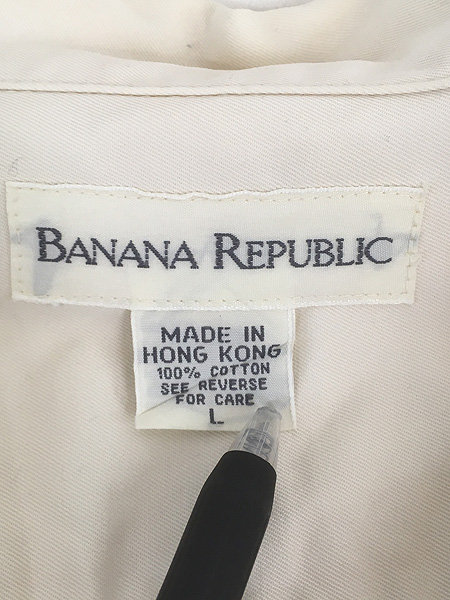 BANANA REPUBLIC
MADE IN
HONG KONG
100% COTTON
SEE REVERSE
FOR CARE
L